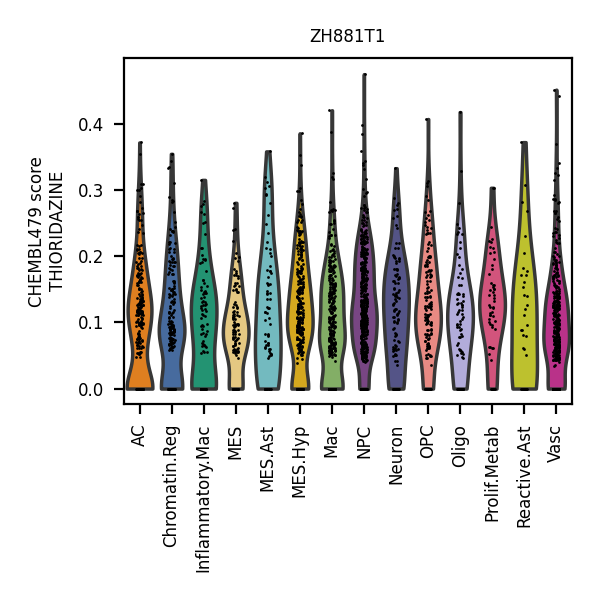 ZH881T1
CHEMBL479 score
THIORIDAZINE
0.4
0.3
0.2
0.1
0.0
AC
Chromatin.Reg
Inflammatory.Mac
MES
MES.Ast
MES.Hyp
Mac
NPC
Neuron
OPC
Oligo
Prolif.Metab
Reactive.Ast
Vasc